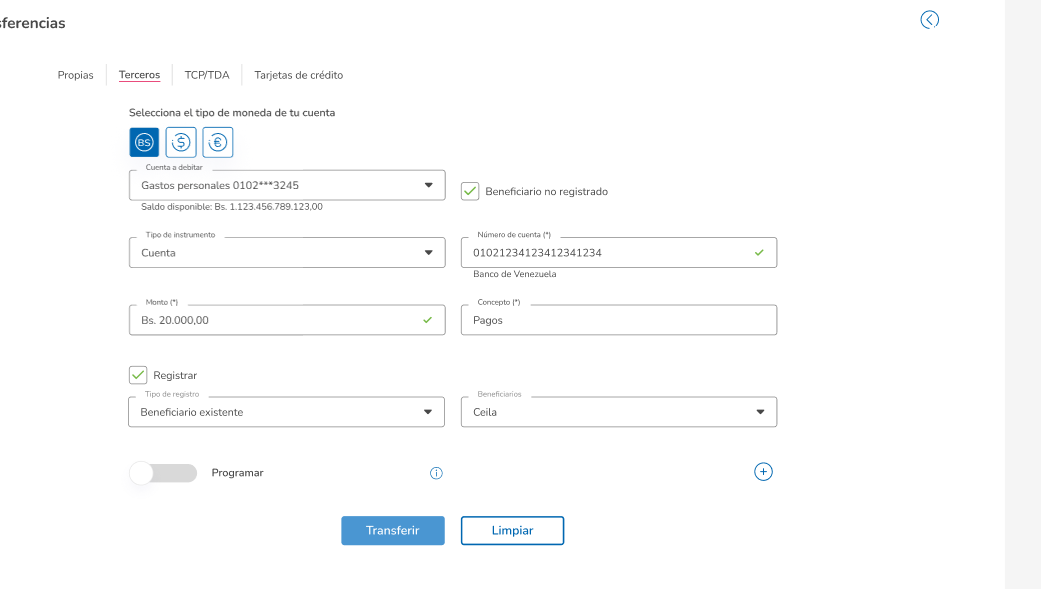 sferencias
Propias Terceros TCP/TDA Tarjetas de crédito
Selecciona el tipo de moneda de tu cuenta
BS $ €
Cuenta a debitar
Gastos personales 0102***3245
Beneficiario no registrado
Saldo disponible: Bs. 1.123.456.789.123,00
Tipo de instrumento
Cuenta
Número de cuenta (*)
01021234123412341234
Banco de Venezuela
Monto (*)
Bs. 20.000,00
Concepto (*)
Pagos
Registrar
Tipo de registro
Beneficiario existente
Beneficiarios
Ceila
Programar
Transferir Limpiar